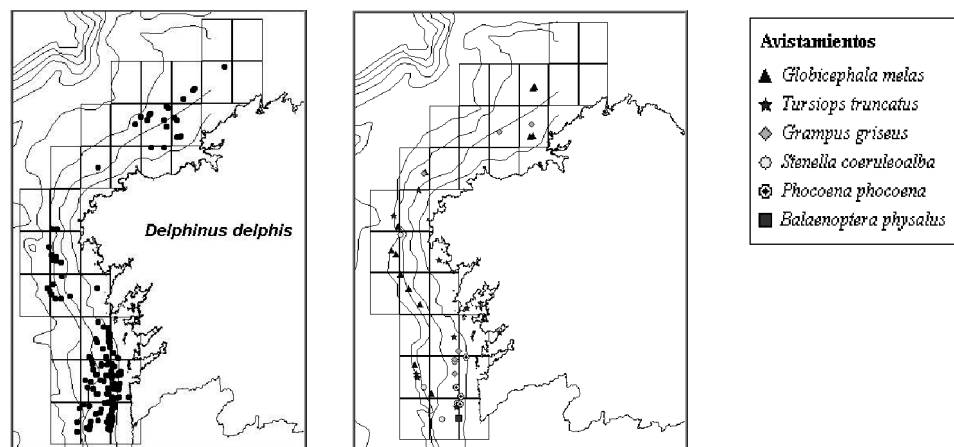 Delphinus delphis
Avistamientos
Globicephala melas
Tursiops truncatus
Grampus griseus
Stenella coeruleoalba
Phocoena phocoena
Balaenoptera physalus